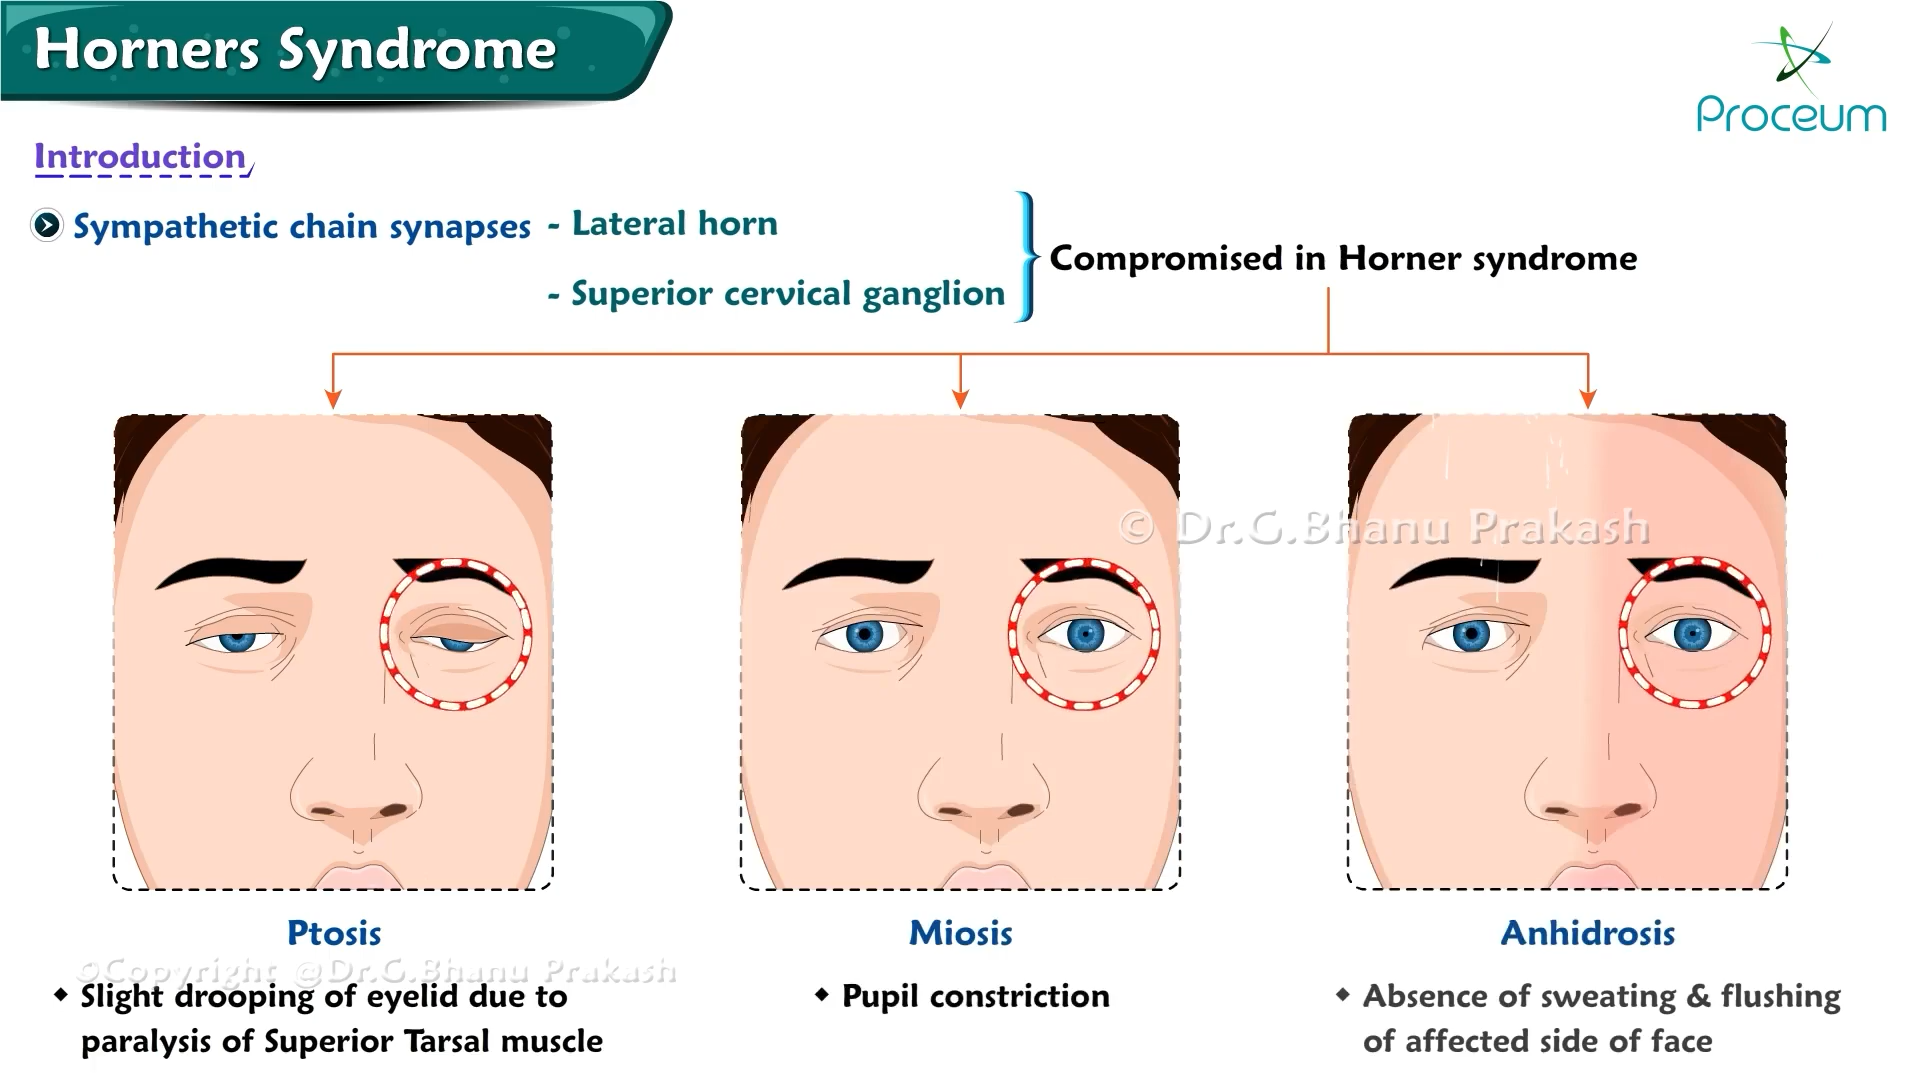 Horners Syndrome
Proceum
Introduction
Sympathetic chain synapses - Lateral horn
- Superior cervical ganglion
Compromised in Horner syndrome
© Dr.G.Bhanu Prakash
Ptosis
Miosis
Anhidrosis
©Copyright @Dr.G.Bhanu Prakash
Slight drooping of eyelid due to
paralysis of Superior Tarsal muscle
Pupil constriction
Absence of sweating & flushing
of affected side of face